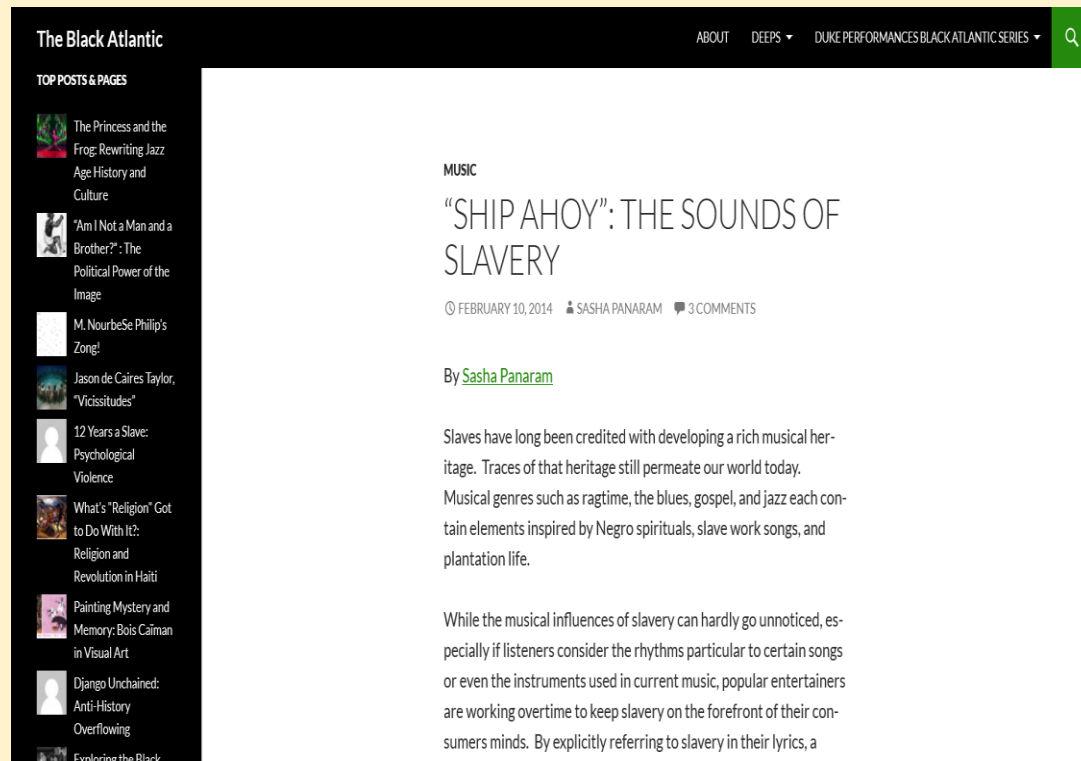 The Black Atlantic
ABOUT DEEPS DUKE PERFORMANCES BLACK ATLANTIC SERIES
TOP POSTS & PAGES
The Princess and the
Frog: Rewriting Jazz
Age History and
Culture
"Am I Not a Man and a
Brother?" : The
Political Power of the
Image
M. NourbeSe Philip's
Zong!
Jason de Caires Taylor,
"Vicissitudes"
12 Years a Slave:
Psychological
Violence
What's "Religion" Got
to Do With It?:
Religion and
Revolution in Haiti
Painting Mystery and
Memory: Bois Caïman
in Visual Art
Django Unchained:
Anti-History
Overflowing
Exploring the Black
MUSIC
“SHIP AHOY”: THE SOUNDS OF
SLAVERY
FEBRUARY 10, 2014 SASHA PANARAM 3 COMMENTS
By Sasha Panaram
Slaves have long been credited with developing a rich musical her-
itage. Traces of that heritage still permeate our world today.
Musical genres such as ragtime, the blues, gospel, and jazz each con-
tain elements inspired by Negro spirituals, slave work songs, and
plantation life.
While the musical influences of slavery can hardly go unnoticed, es-
pecially if listeners consider the rhythms particular to certain songs
or even the instruments used in current music, popular entertainers
are working overtime to keep slavery on the forefront of their con-
sumers minds. By explicitly referring to slavery in their lyrics, a